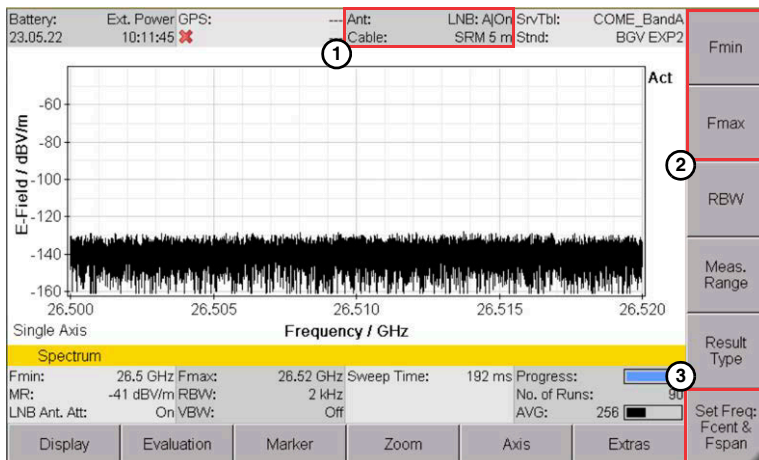 Battery: Ext. Power GPS: --- Ant: LNB: A|On SrvTbl: COME_BandA
23.05.22 10:11:45 Cable: SRM 5 m Stnd: BGV EXP2
1
Fmin
Act
Fmax
2
RBW
Meas.
Range
Result
Type
3
Set Freq:
Fcent &
Fspan
E-Field / dBV/m
-60
-80
-100
-120
-140
-160
26.500 26.505 26.510 26.515 26.520
Single Axis Frequency / GHz
Spectrum
Fmin: 26.5 GHz Fmax: 26.52 GHz Sweep Time: 192 ms Progress:
MR: -41 dBV/m RBW: 2 kHz No. of Runs: 90
LNB Ant. Att: On VBW: Off AVG: 256
Display Evaluation Marker Zoom Axis Extras